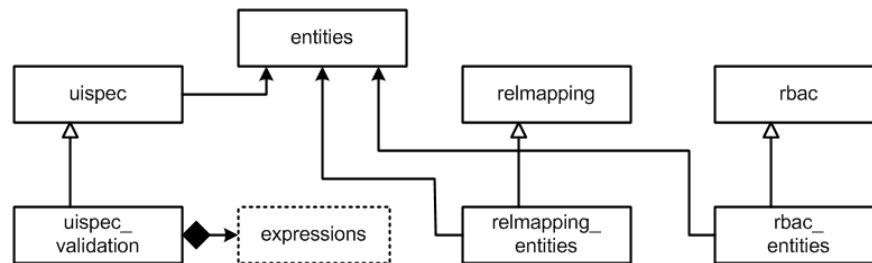 entities
uispec
relmapping
rbac
uispec_
validation
expressions
relmapping_
entities
rbac_
entities